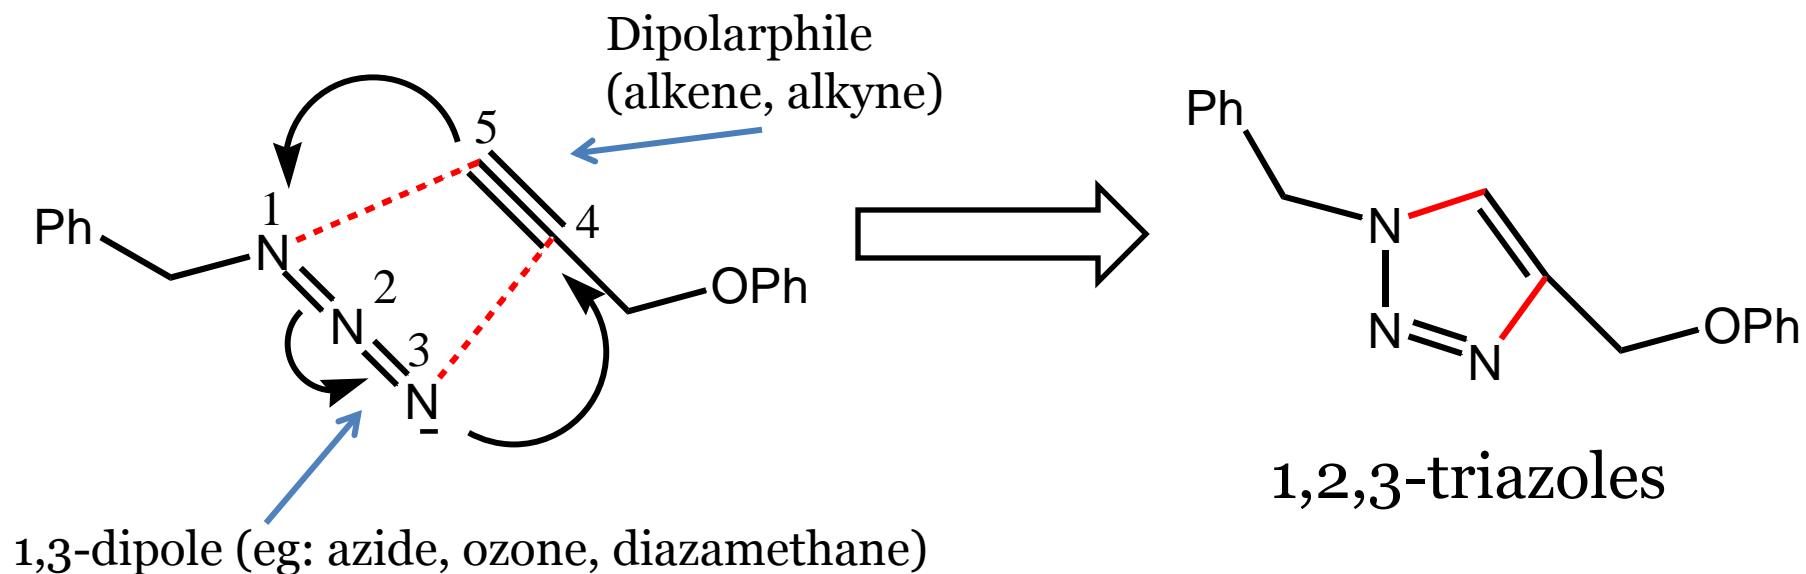 Dipolarphile
(alkene, alkyne)
5
1
4
Ph
N
2
OPh
N
3
N
-
1,3-dipole (eg: azide, ozone, diazamethane)
Ph
N
N
N
OPh
1,2,3-triazoles